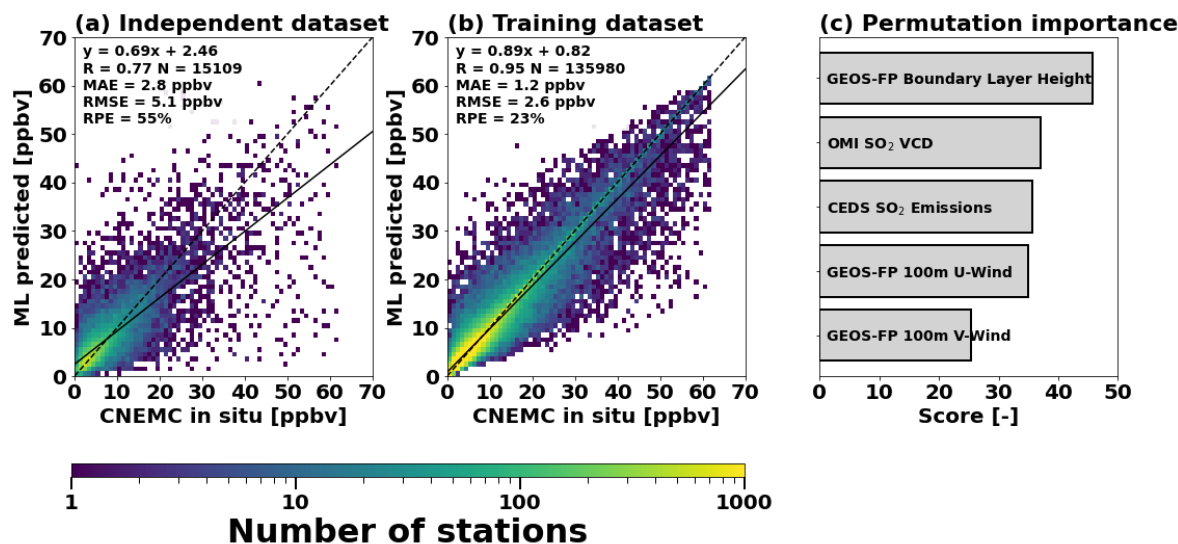 (a) Independent dataset
70
60
50
40
30
20
10
0
ML predicted [ppbv]
y = 0.69x + 2.46
R = 0.77 N = 15109
MAE = 2.8 ppbv
RMSE = 5.1 ppbv
RPE = 55%
0 10 20 30 40 50 60 70
CNEMC in situ [ppbv]
(b) Training dataset
70
60
50
40
30
20
10
0
ML predicted [ppbv]
y = 0.89x + 0.82
R = 0.95 N = 135980
MAE = 1.2 ppbv
RMSE = 2.6 ppbv
RPE = 23%
0 10 20 30 40 50 60 70
CNEMC in situ [ppbv]
(c) Permutation importance
GEOS-FP Boundary Layer Height
OMI SO₂ VCD
CEDS SO₂ Emissions
GEOS-FP 100m U-Wind
GEOS-FP 100m V-Wind
0 10 20 30 40 50
Score [-]
1 10 100 1000
Number of stations